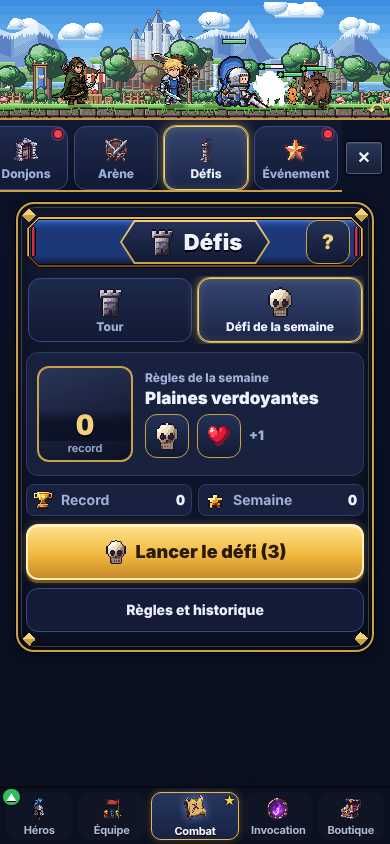 Donjons
Arène
Défis
Événement
×
Défis
?
Tour
Défi de la semaine
Règles de la semaine
Plaines verdoyantes
0
record
+1
Record 0
Semaine 0
Lancer le défi (3)
Règles et historique
Héros
Équipe
Combat
Invocation
Boutique